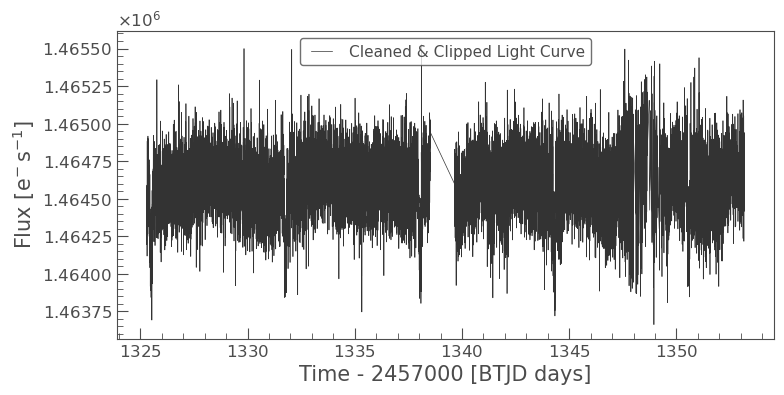 ×10⁶
Cleaned & Clipped Light Curve
1.46550
1.46525
1.46500
1.46475
1.46450
1.46425
1.46400
1.46375
Flux [e⁻ s⁻¹]
1325 1330 1335 1340 1345 1350
Time - 2457000 [BTJD days]